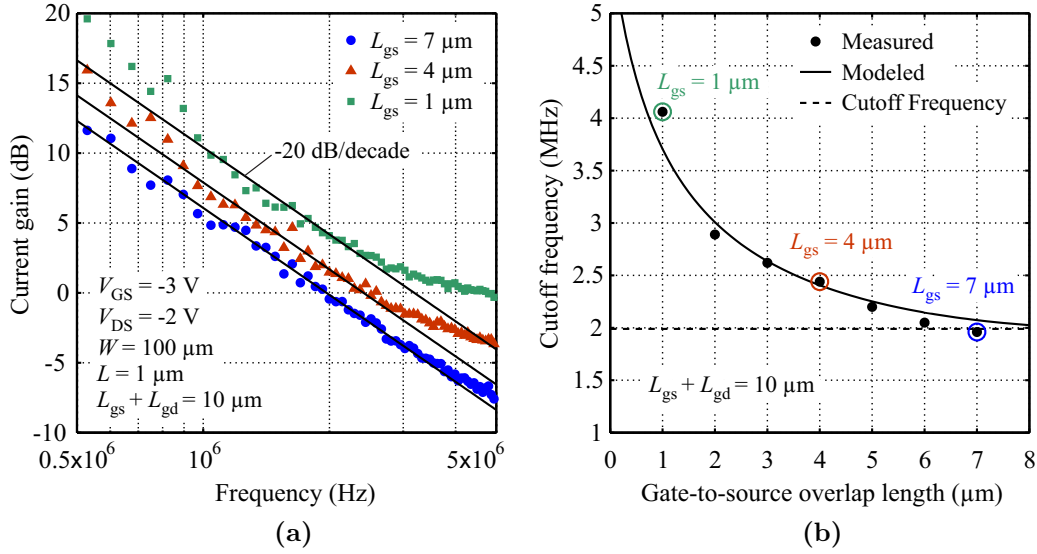 20
15
10
5
0
-5
-10
Current gain (dB)
L_gs = 7 µm
L_gs = 4 µm
L_gs = 1 µm
-20 dB/decade
V_GS = -3 V
V_DS = -2 V
W = 100 µm
L = 1 µm
L_gs + L_gd = 10 µm
0.5x10^6
10^6
5x10^6
Frequency (Hz)
(a)
5
4.5
4
3.5
3
2.5
2
1.5
1
Cutoff frequency (MHz)
Measured
Modeled
Cutoff Frequency
L_gs = 1 µm
L_gs = 4 µm
L_gs = 7 µm
L_gs + L_gd = 10 µm
0 1 2 3 4 5 6 7 8
Gate-to-source overlap length (µm)
(b)